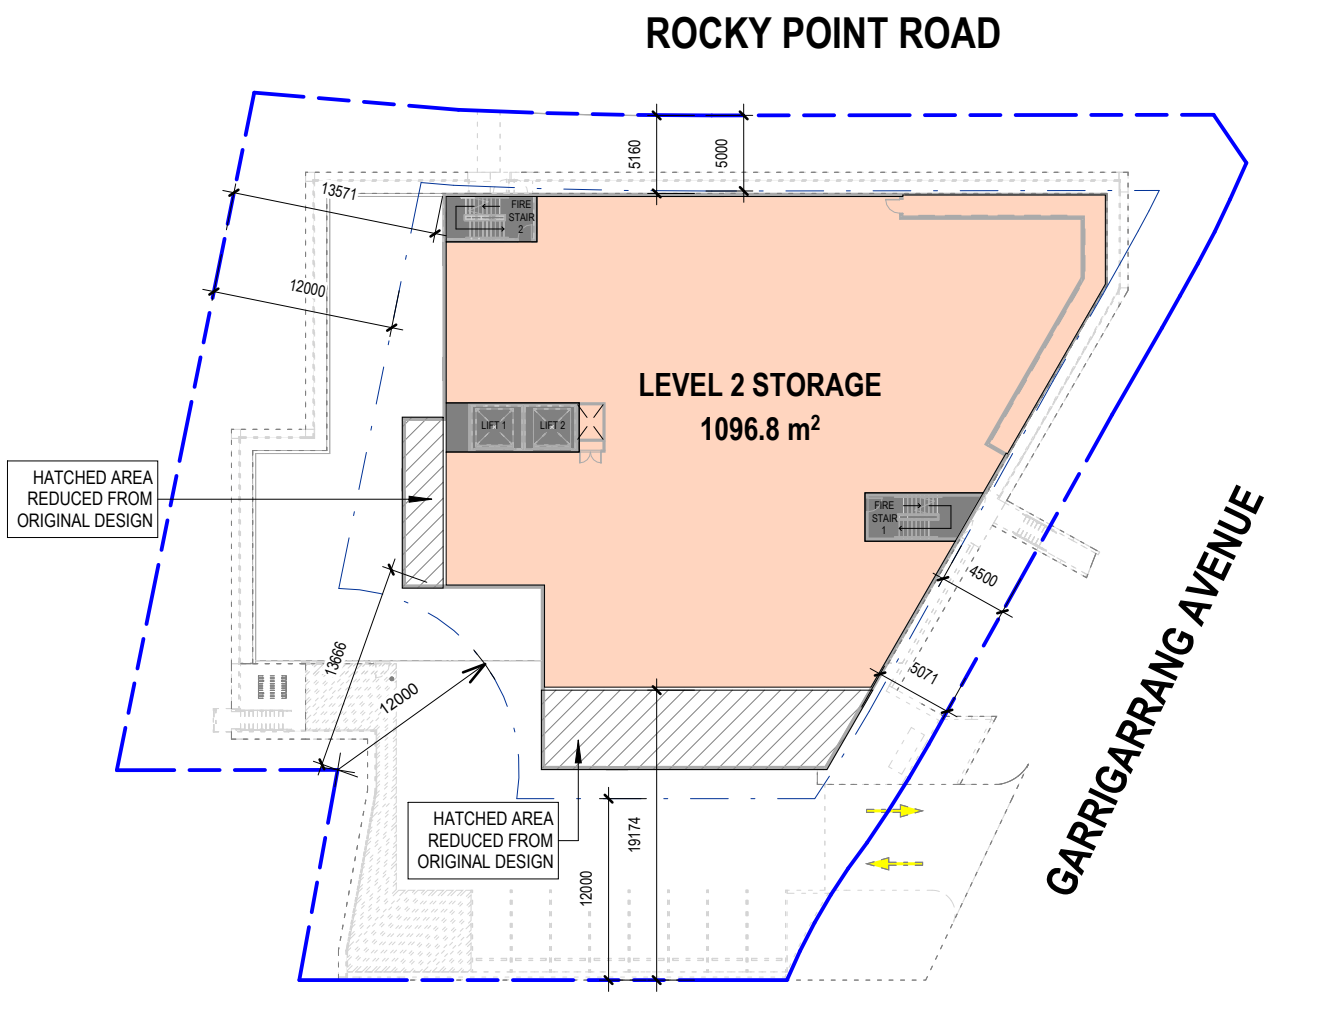 ROCKY POINT ROAD
5160
5000
13571
FIRE
STAIR
2
12000
LEVEL 2 STORAGE
1096.8 m²
LIFT 1
LIFT 2
HATCHED AREA
REDUCED FROM
ORIGINAL DESIGN
FIRE
STAIR
1
4500
GARRIGARRANG AVENUE
13666
12000
5071
HATCHED AREA
REDUCED FROM
ORIGINAL DESIGN
19174
12000